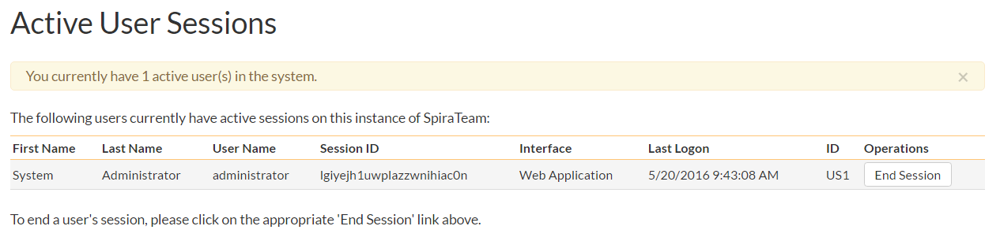 Active User Sessions
You currently have 1 active user(s) in the system.
×
The following users currently have active sessions on this instance of SpiraTeam:
First Name Last Name User Name Session ID Interface Last Logon ID Operations
System Administrator administrator lgiyejh1uwplazzwnihiac0n Web Application 5/20/2016 9:43:08 AM US1 End Session
To end a user's session, please click on the appropriate 'End Session' link above.